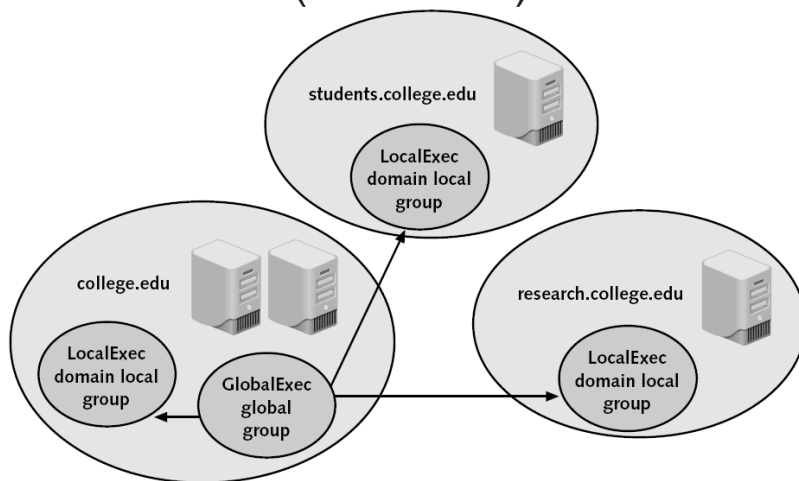 students.college.edu
LocalExec
domain local
group
college.edu
research.college.edu
LocalExec
domain local
group
GlobalExec
global
group
LocalExec
domain local
group